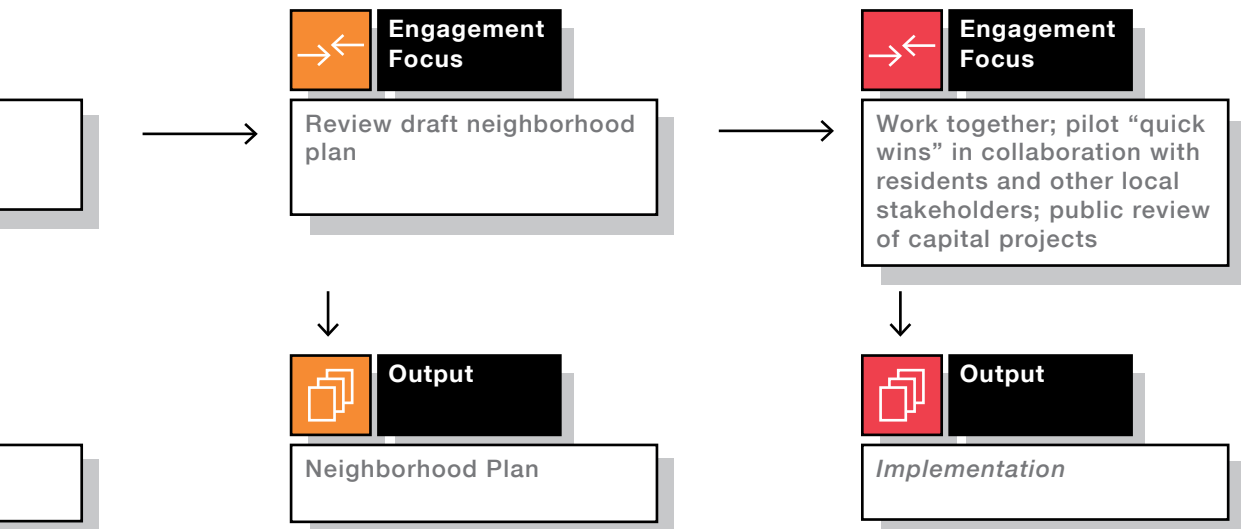 Engagement
Focus
Review draft neighborhood
plan
Output
Neighborhood Plan
Engagement
Focus
Work together; pilot “quick
wins” in collaboration with
residents and other local
stakeholders; public review
of capital projects
Output
Implementation